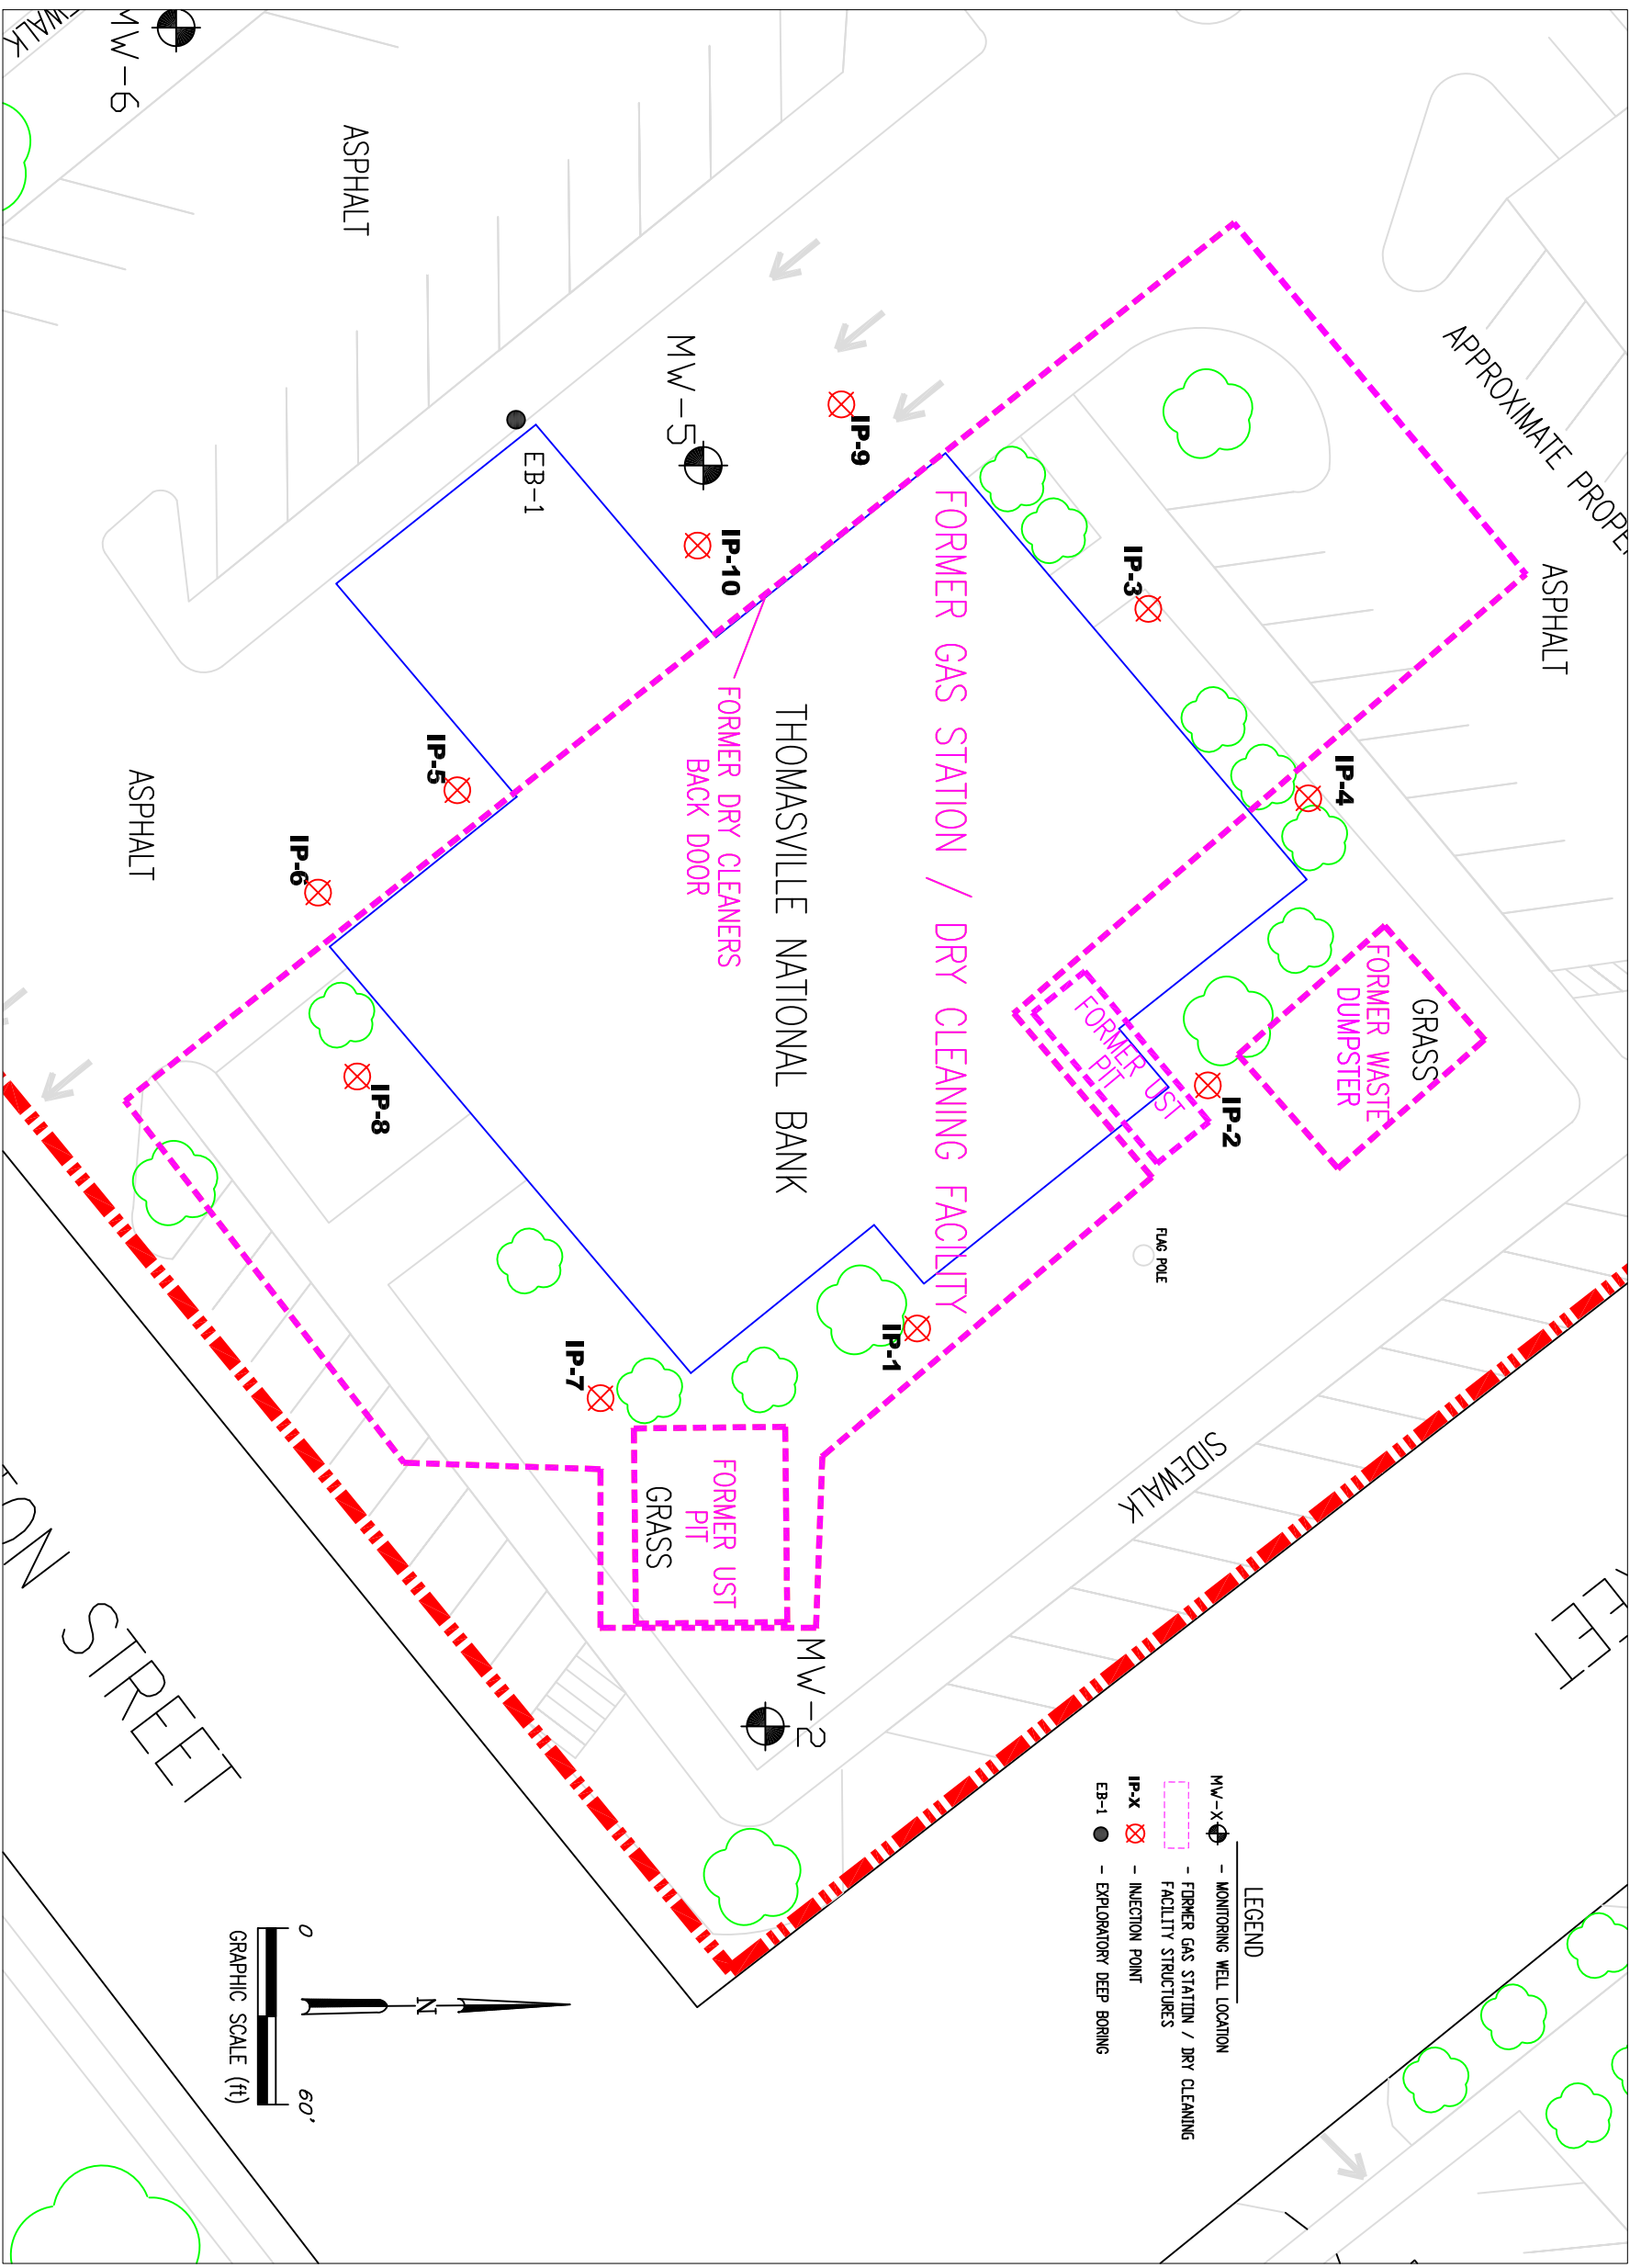 APPROXIMATE PROPE
ASPHALT
IP-4
GRASS
FORMER WASTE
DUMPSTER
IP-2
FLAG POLE
IP-3
FORMER UST
PIT
SIDEWALK
FORMER GAS STATION / DRY CLEANING FACILITY
IP-1
IP-9
THOMASVILLE NATIONAL BANK
IP-10
FORMER DRY CLEANERS
BACK DOOR
MW-5
FORMER UST
PIT
GRASS
MW-2
IP-7
EB-1
IP-5
IP-8
IP-6
ASPHALT
ASPHALT
MW-6
WALK
TON STREET
EET
LEGEND
MW-X - MONITORING WELL LOCATION
- FORMER GAS STATION / DRY CLEANING
FACILITY STRUCTURES
IP-X - INJECTION POINT
EB-1 - EXPLORATORY DEEP BORING
N
0 60'
GRAPHIC SCALE (ft)